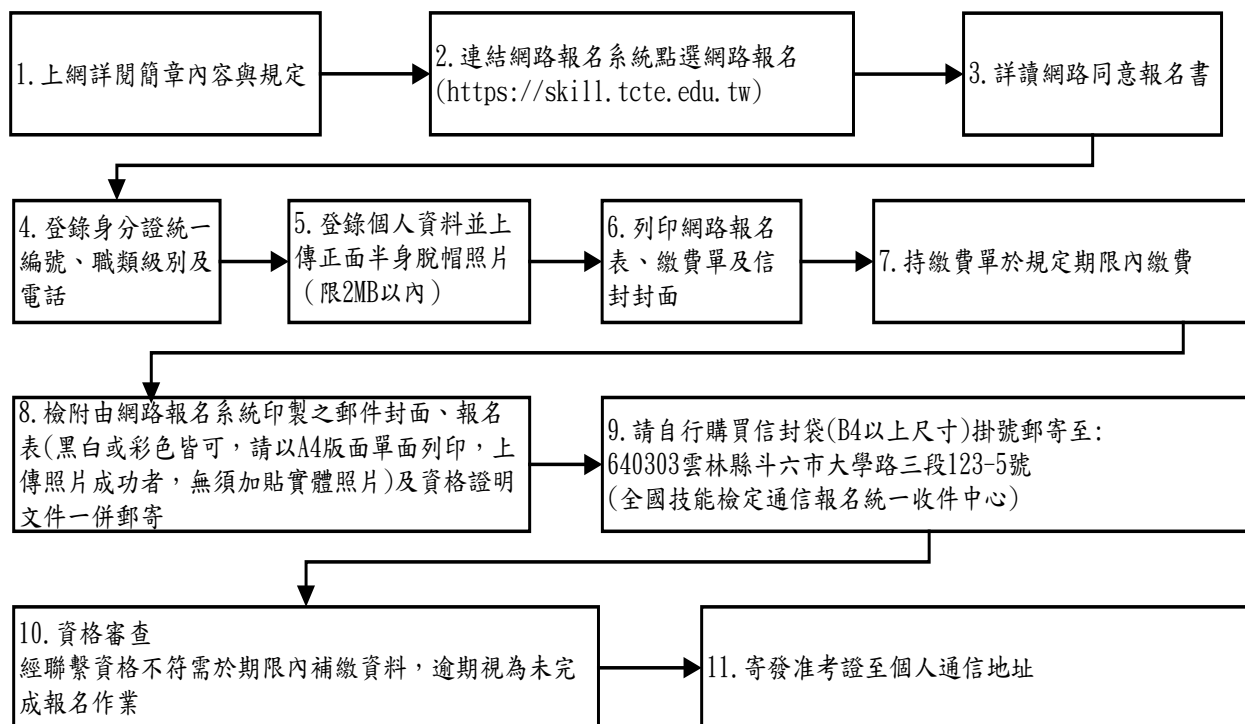 1.上網詳閱簡章內容與規定
2.連結網路報名系統點選網路報名
(https://skill.tcte.edu.tw)
3.詳讀網路同意報名書
4.登錄身分證統一
編號、職類級別及
電話
5.登錄個人資料並上
傳正面半身脫帽照片
（限2MB以內）
6.列印網路報名
表、繳費單及信
封封面
7.持繳費單於規定期限內繳費
8.檢附由網路報名系統印製之郵件封面、報名
表(黑白或彩色皆可，請以A4版面單面列印，上
傳照片成功者，無須加貼實體照片)及資格證明
文件一併郵寄
9.請自行購買信封袋(B4以上尺寸)掛號郵寄至:
640303雲林縣斗六市大學路三段123-5號
(全國技能檢定通信報名統一收件中心)
10.資格審查
經聯繫資格不符需於期限內補繳資料，逾期視為未完
成報名作業
11.寄發准考證至個人通信地址